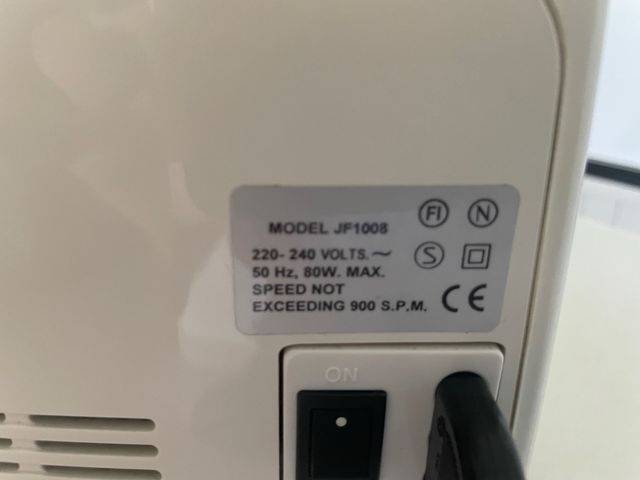 MODEL JF1008
FI N
220- 240 VOLTS.~
S
50 Hz, 80W. MAX.
SPEED NOT
EXCEEDING 900 S.P.M. CE
ON